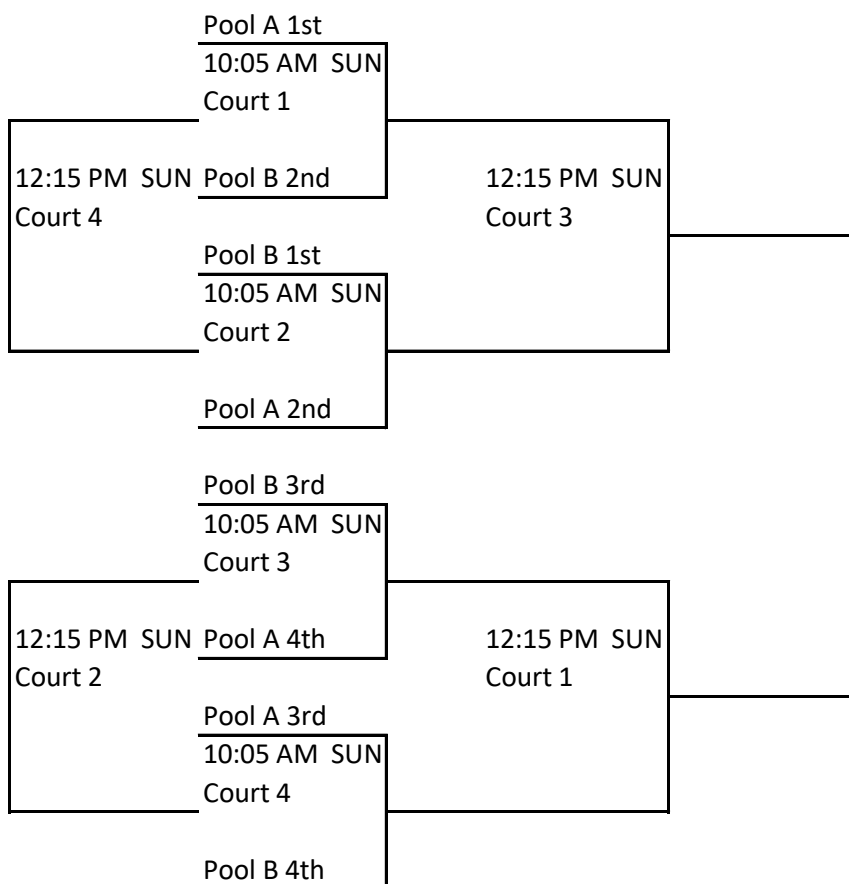 Pool A 1st
10:05 AM SUN
Court 1
12:15 PM SUN Pool B 2nd 12:15 PM SUN
Court 4 Court 3
Pool B 1st
10:05 AM SUN
Court 2
Pool A 2nd
Pool B 3rd
10:05 AM SUN
Court 3
12:15 PM SUN Pool A 4th 12:15 PM SUN
Court 2 Court 1
Pool A 3rd
10:05 AM SUN
Court 4
Pool B 4th